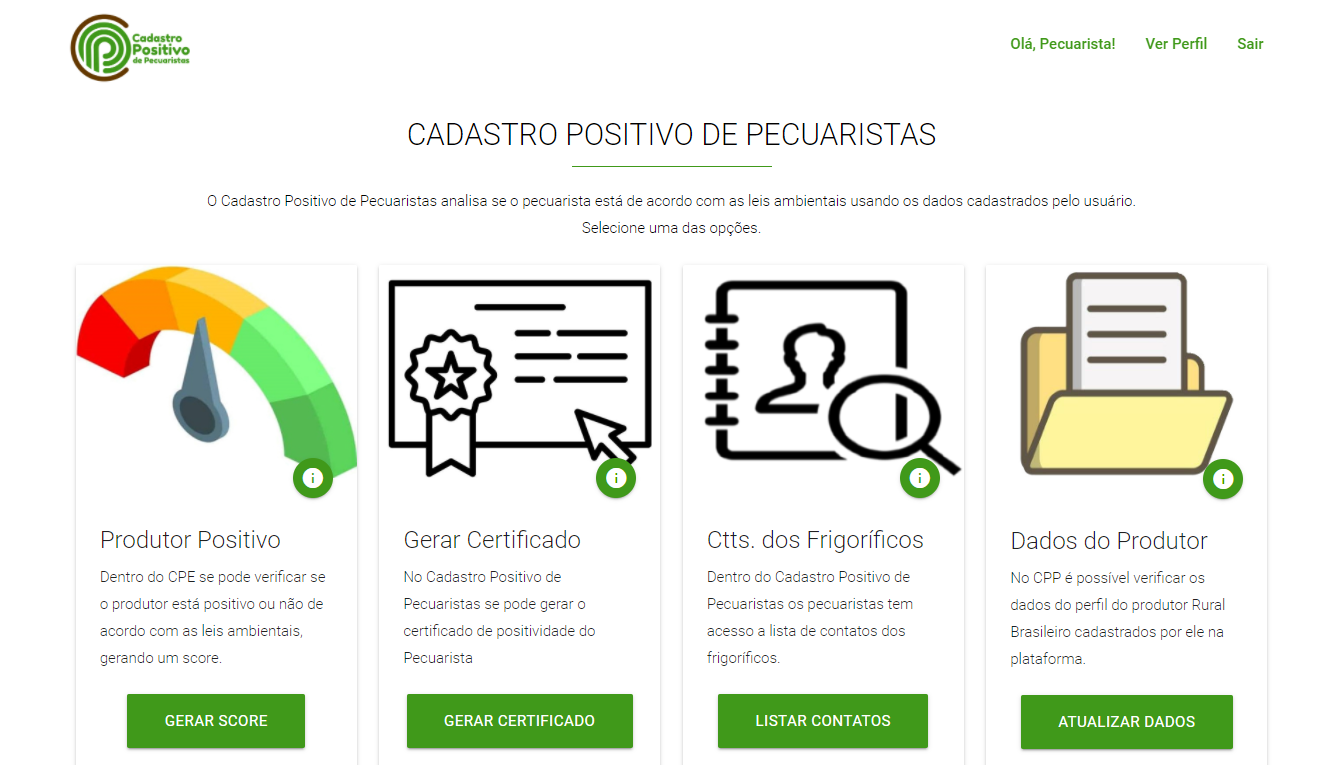 Cadastro
Positivo
de Pecuaristas
Olá, Pecuarista!
Ver Perfil
Sair
CADASTRO POSITIVO DE PECUARISTAS
O Cadastro Positivo de Pecuaristas analisa se o pecuarista está de acordo com as leis ambientais usando os dados cadastrados pelo usuário.
Selecione uma das opções.
Produtor Positivo
Dentro do CPE se pode verificar se
o produtor está positivo ou não de
acordo com as leis ambientais,
gerando um score.
GERAR SCORE
Gerar Certificado
No Cadastro Positivo de
Pecuaristas se pode gerar o
certificado de positividade do
Pecuarista
GERAR CERTIFICADO
Ctts. dos Frigoríficos
Dentro do Cadastro Positivo de
Pecuaristas os pecuaristas tem
acesso a lista de contatos dos
frigoríficos.
LISTAR CONTATOS
Dados do Produtor
No CPP é possível verificar os
dados do perfil do produtor Rural
Brasileiro cadastrados por ele na
plataforma.
ATUALIZAR DADOS